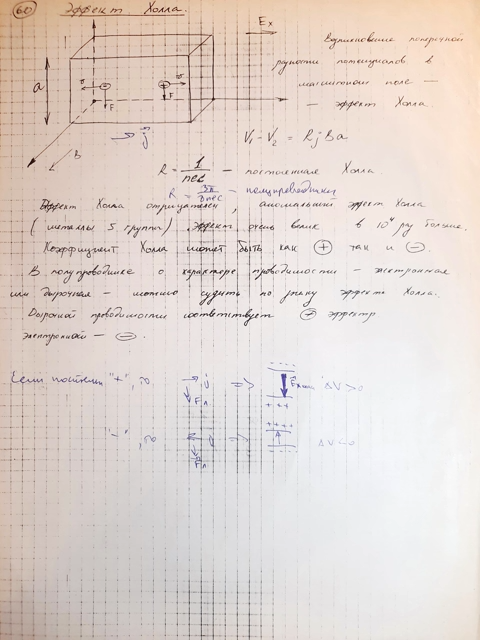 60 Эффект Холла.
Eₓ
Возникновение поперечной
разности потенциалов в
магнитном поле –
– эффект Холла.
a
F
F
j
B
V₁ – V₂ = R j B a
R = 1/nec – постоянная Холла.
R = 3π/8nec – полупроводники
Эффект Холла отрицателен, аномальный эффект Холла
(металлы 5 группы) эффект очень велик в 10⁴ раз больше.
Коэффициент Холла может быть как ⊕ так и ⊖.
В полупроводнике о характере проводимости – электронная
или дырочная – можно судить по знаку эффекта Холла.
Дырочной проводимости соответствует ⊕ эффект
электронной – ⊖.
Если носители "+", то j Fл => + + + ΔV > 0
"–", то Fл => + + + + ΔV < 0